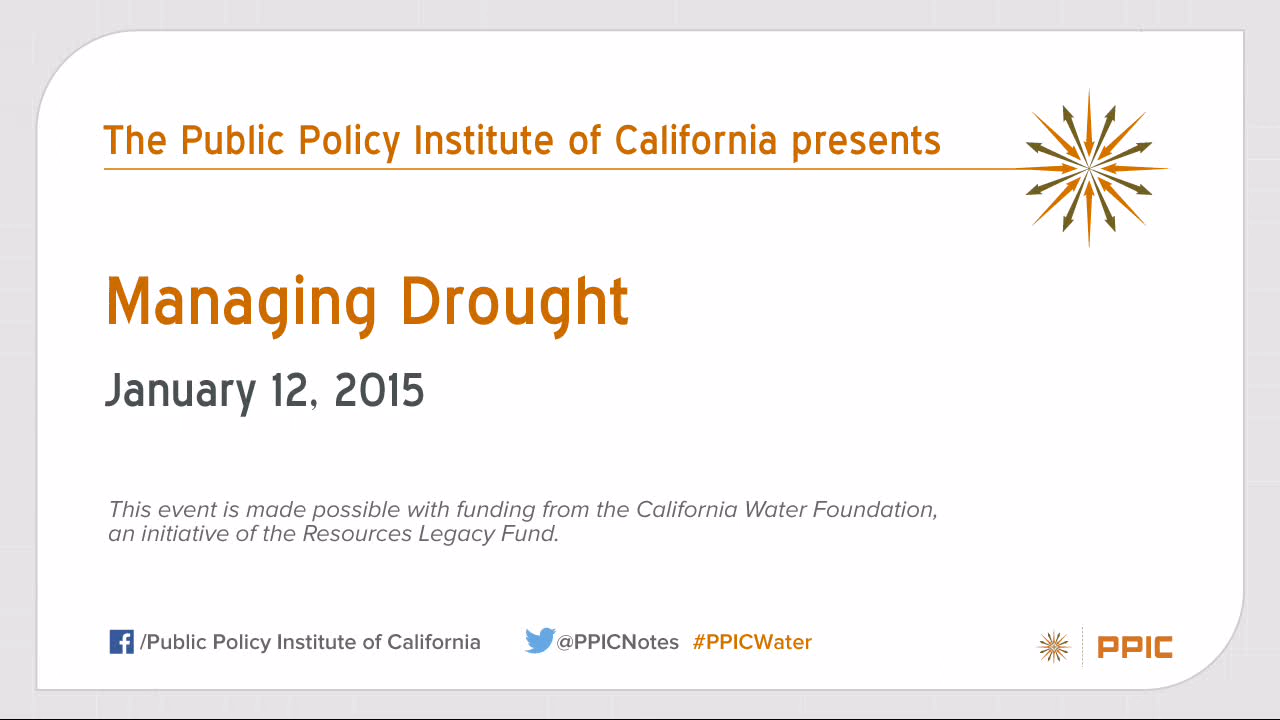 The Public Policy Institute of California presents
Managing Drought
January 12, 2015
This event is made possible with funding from the California Water Foundation,
an initiative of the Resources Legacy Fund.
/Public Policy Institute of California @PPICNotes #PPICWater
PPIC